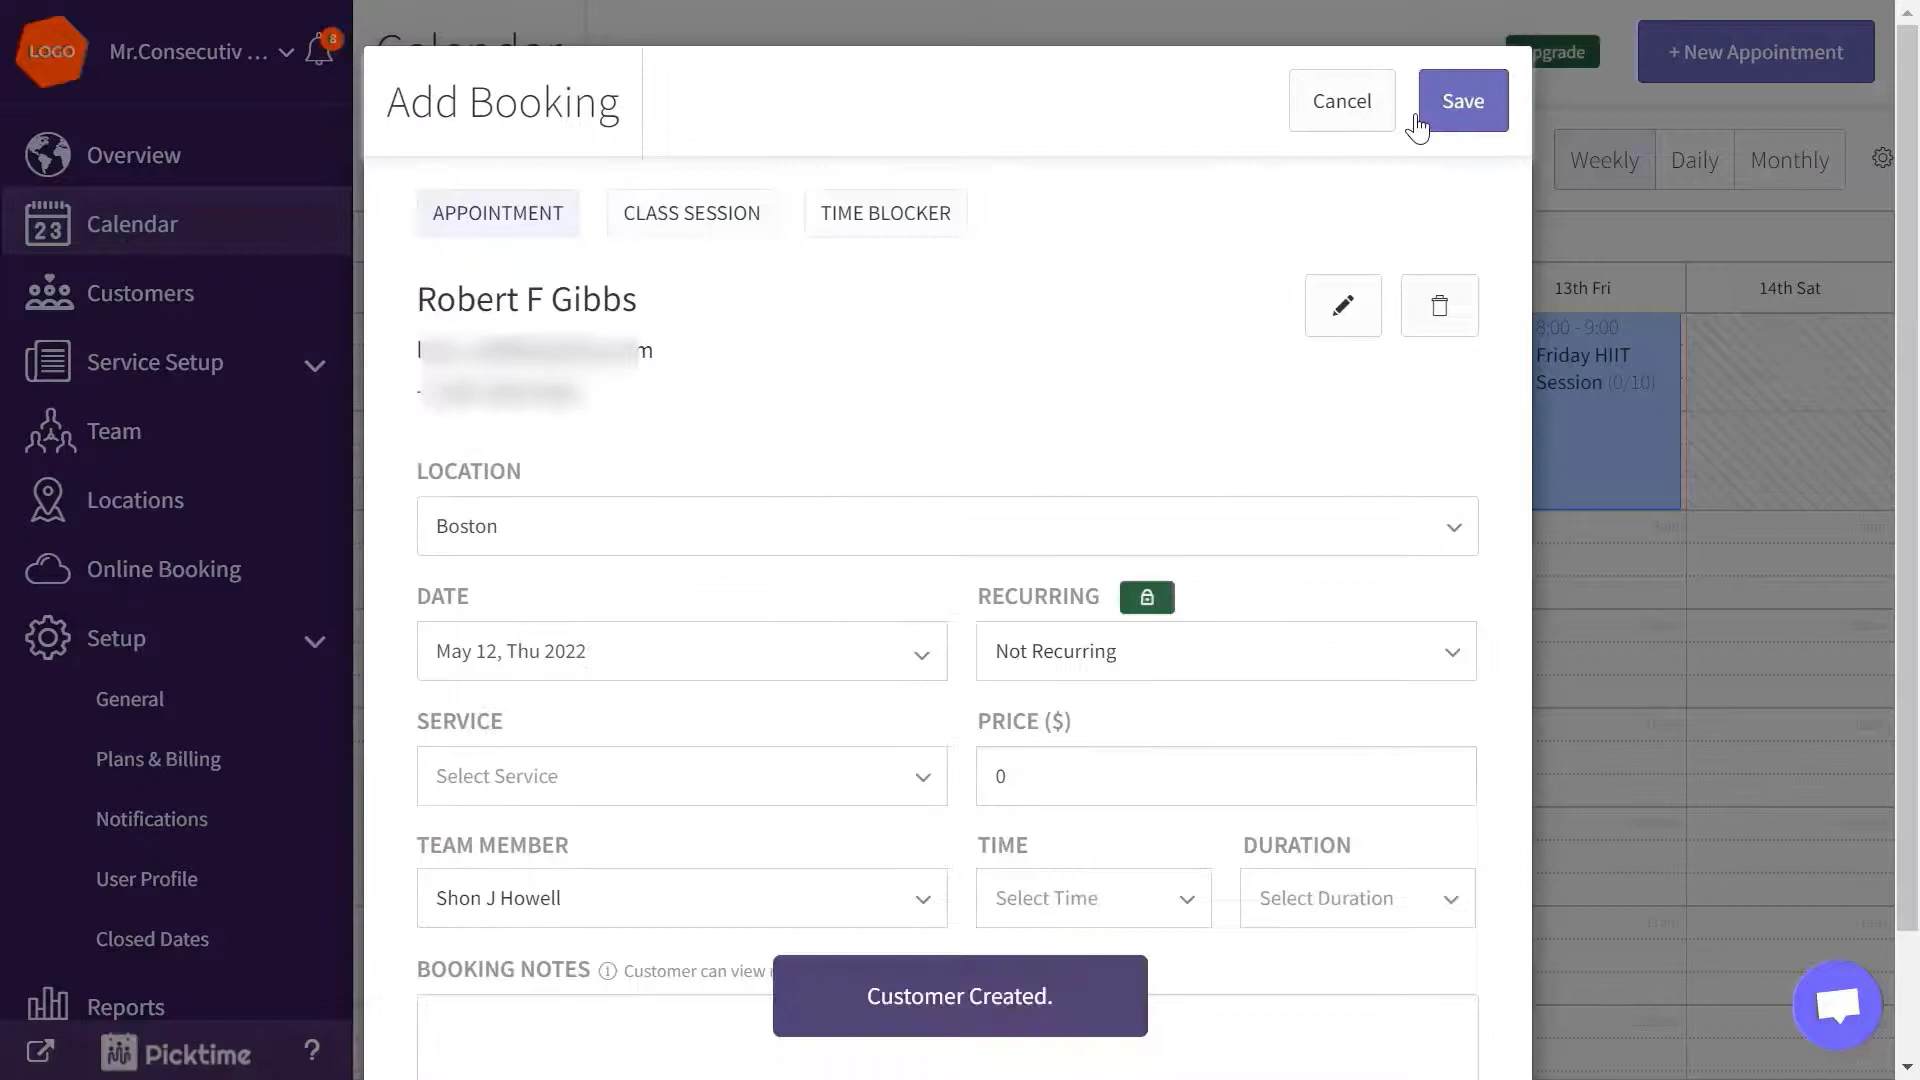 LOGO
Mr.Consecutiv ...
8
Calendar
+ New Appointment
Add Booking
Cancel
Save
Overview
Weekly
Daily
Monthly
APPOINTMENT
CLASS SESSION
TIME BLOCKER
23
Calendar
Customers
Robert F Gibbs
13th Fri
14th Sat
8:00 - 9:00
Friday HIIT
Session (0/10)
Service Setup
Team
LOCATION
Locations
Boston
Online Booking
DATE
RECURRING
Setup
May 12, Thu 2022
Not Recurring
General
SERVICE
PRICE ($)
Plans & Billing
Select Service
0
Notifications
TEAM MEMBER
TIME
DURATION
User Profile
Shon J Howell
Select Time
Select Duration
Closed Dates
BOOKING NOTES
Customer can view
Customer Created.
Reports
Picktime
?